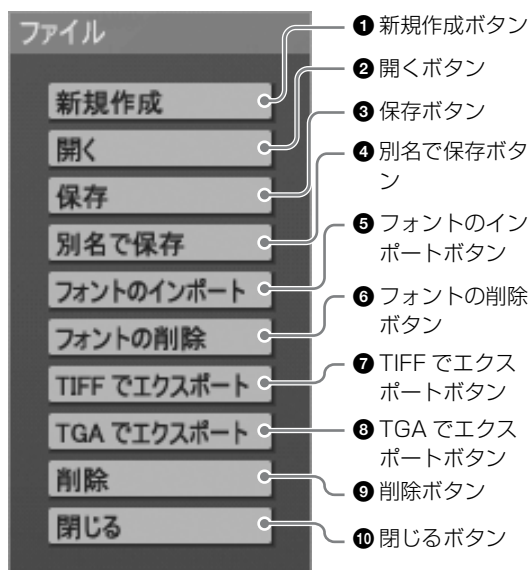 ファイル
新規作成
開く
保存
別名で保存
フォントのインポート
フォントの削除
TIFF でエクスポート
TGA でエクスポート
削除
閉じる
❶ 新規作成ボタン
❷ 開くボタン
❸ 保存ボタン
❹ 別名で保存ボタ
ン
❺ フォントのイン
ポートボタン
❻ フォントの削除
ボタン
❼ TIFF でエクス
ポートボタン
❽ TGA でエクス
ポートボタン
❾ 削除ボタン
❿ 閉じるボタン